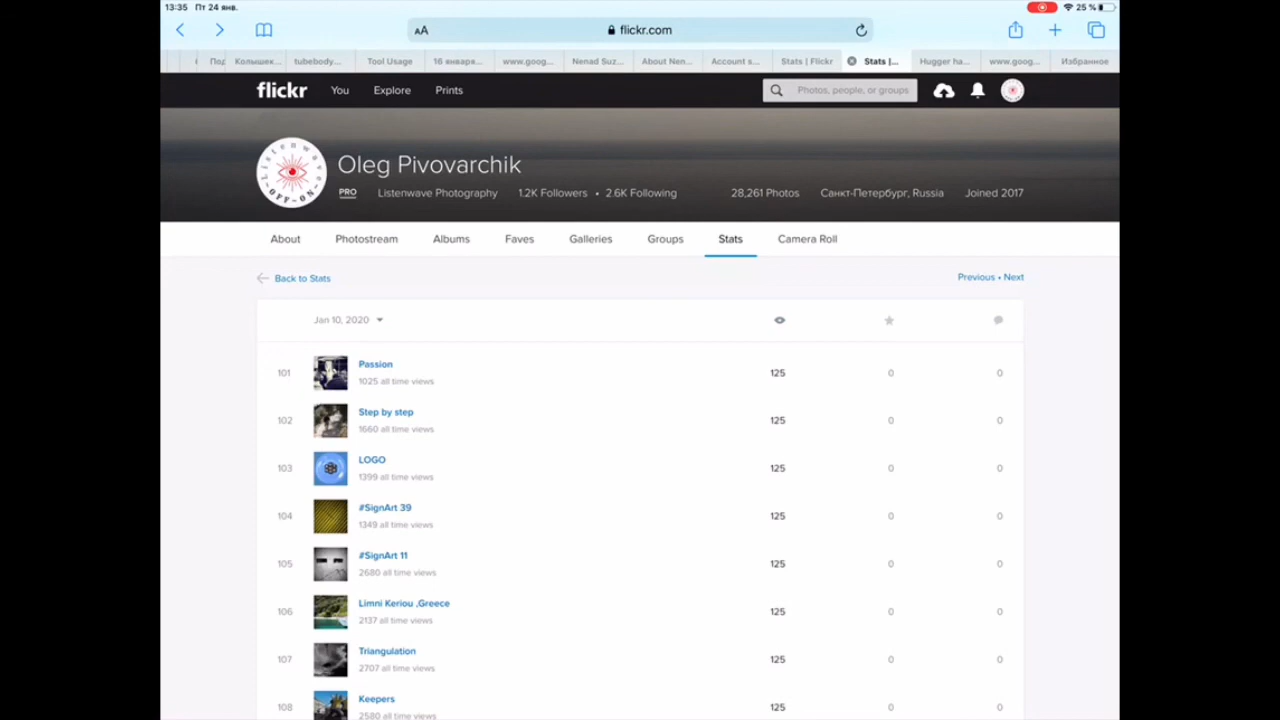 13:35 Пт 24 янв. 25 %
AA flickr.com
Под Колышек... tubebody... Tool Usage 16 января... www.goog... Nenad Suz... About Nen... Account s... Stats | Flickr Stats |... Hugger ha... www.goog... Избранное
flickr You Explore Prints Photos, people, or groups
Listenwave OFF-ON
Oleg Pivovarchik
PRO Listenwave Photography 1.2K Followers • 2.6K Following 28,261 Photos Санкт-Петербург, Russia Joined 2017
About Photostream Albums Faves Galleries Groups Stats Camera Roll
Back to Stats Previous • Next
Jan 10, 2020
101 Passion 125 0 0
1025 all time views
102 Step by step 125 0 0
1660 all time views
103 LOGO 125 0 0
1399 all time views
104 #SignArt 39 125 0 0
1349 all time views
105 #SignArt 11 125 0 0
2680 all time views
106 Limni Keriou ,Greece 125 0 0
2137 all time views
107 Triangulation 125 0 0
2707 all time views
108 Keepers 125 0 0
2580 all time views